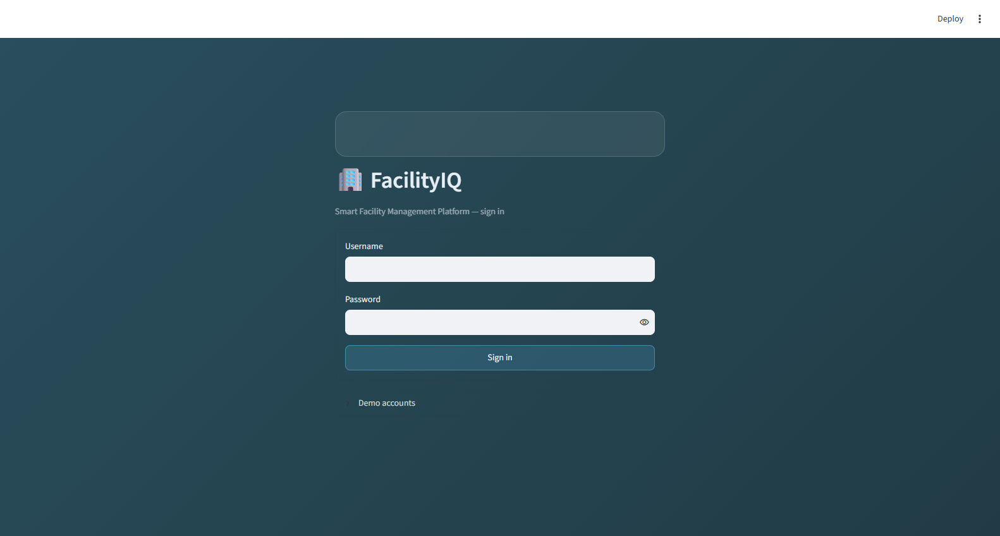 Deploy
FacilityIQ
Smart Facility Management Platform — sign in
Username
Password
Sign in
Demo accounts